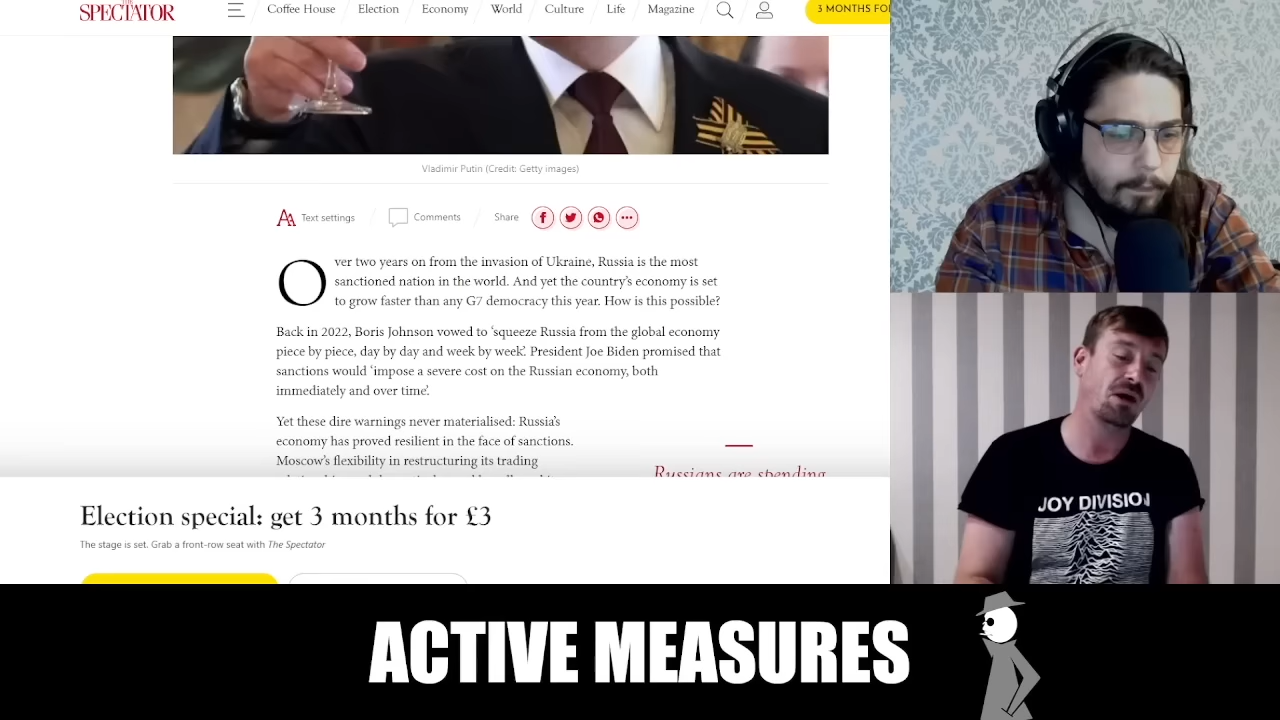 THE
SPECTATOR
Coffee House Election Economy World Culture Life Magazine
3 MONTHS FO
Vladimir Putin (Credit: Getty images)
Text settings Comments Share
Over two years on from the invasion of Ukraine, Russia is the most
sanctioned nation in the world. And yet the country's economy is set
to grow faster than any G7 democracy this year. How is this possible?
Back in 2022, Boris Johnson vowed to 'squeeze Russia from the global economy
piece by piece, day by day and week by week'. President Joe Biden promised that
sanctions would 'impose a severe cost on the Russian economy, both
immediately and over time'.
Yet these dire warnings never materialised: Russia's
economy has proved resilient in the face of sanctions.
Moscow's flexibility in restructuring its trading
Russians are spending
Election special: get 3 months for £3
The stage is set. Grab a front-row seat with The Spectator
JOY DIVISION
ACTIVE MEASURES